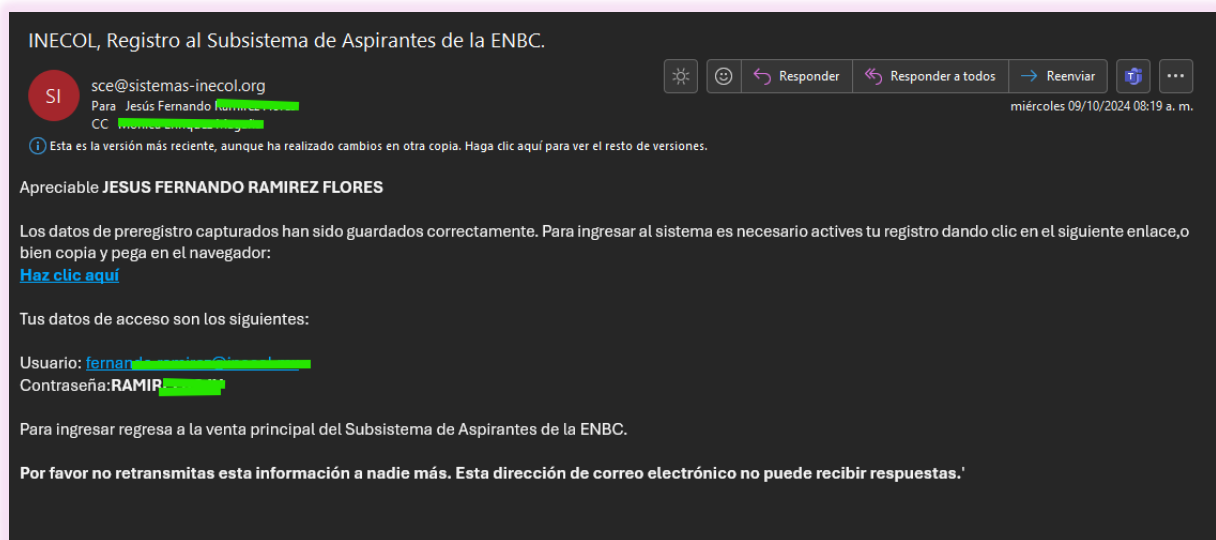 INECOL, Registro al Subsistema de Aspirantes de la ENBC.
SI
sce@sistemas-inecol.org
Responder
Responder a todos
Reenviar
Para Jesús Fernando
miércoles 09/10/2024 08:19 a. m.
CC
Esta es la versión más reciente, aunque ha realizado cambios en otra copia. Haga clic aquí para ver el resto de versiones.
Apreciable JESUS FERNANDO RAMIREZ FLORES
Los datos de preregistro capturados han sido guardados correctamente. Para ingresar al sistema es necesario actives tu registro dando clic en el siguiente enlace,o
bien copia y pega en el navegador:
Haz clic aquí
Tus datos de acceso son los siguientes:
Usuario:
Contraseña:
Para ingresar regresa a la venta principal del Subsistema de Aspirantes de la ENBC.
Por favor no retransmitas esta información a nadie más. Esta dirección de correo electrónico no puede recibir respuestas.'